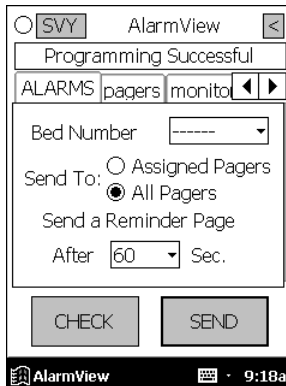 SVY AlarmView <
Programming Successful
ALARMS pagers monitor
Bed Number ------
Send To: Assigned Pagers
All Pagers
Send a Reminder Page
After 60 Sec.
CHECK SEND
AlarmView 9:18a